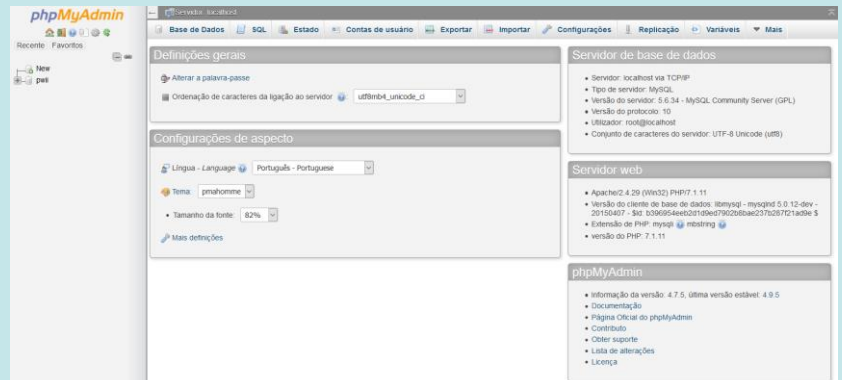 phpMyAdmin
Recente Favoritos
New
pwii
Servidor: localhost
Base de Dados SQL Estado Contas de usuário Exportar Importar Configurações Replicação Variáveis Mais
Definições gerais
Alterar a palavra-passe
Ordenação de caracteres da ligação ao servidor utf8mb4_unicode_ci
Configurações de aspecto
Língua - Language Português - Portuguese
Tema: pmahomme
• Tamanho da fonte: 82%
Mais definições
Servidor de base de dados
• Servidor: localhost via TCP/IP
• Tipo de servidor: MySQL
• Versão do servidor: 5.6.34 - MySQL Community Server (GPL)
• Versão do protocolo: 10
• Utilizador: root@localhost
• Conjunto de caracteres do servidor: UTF-8 Unicode (utf8)
Servidor web
• Apache/2.4.29 (Win32) PHP/7.1.11
• Versão do cliente de base de dados: libmysql - mysqlnd 5.0.12-dev -
20150407 - $Id: b396954eeb2d1d9ed7902b8bae237b287f21ad9e $
• Extensão de PHP: mysqli mbstring
• versão do PHP: 7.1.11
phpMyAdmin
• Informação da versão: 4.7.5, última versão estável: 4.9.5
• Documentação
• Página Oficial do phpMyAdmin
• Contributo
• Obter suporte
• Lista de alterações
• Licença